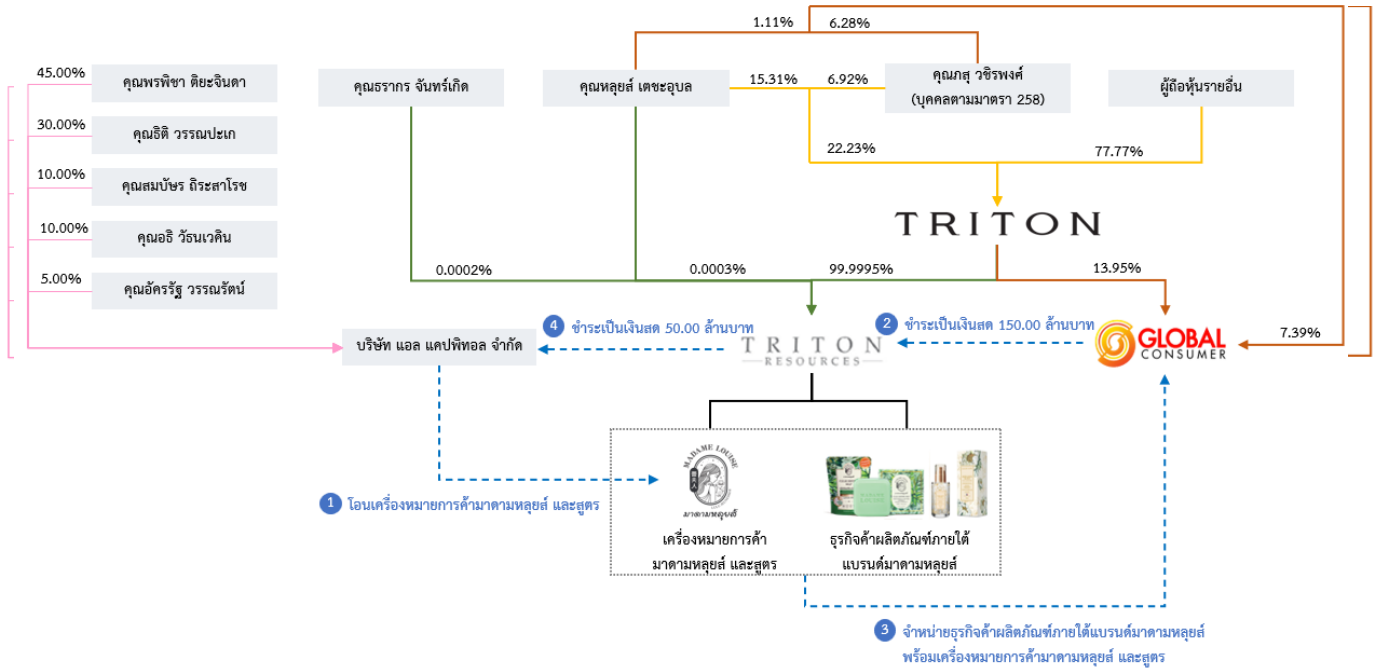 1.11%
6.28%
45.00%
คุณพรพิชา ติยะจินดา
คุณธรากร จันทร์เกิด
คุณหลุยส์ เตชะอุบล
15.31%
6.92%
คุณภสุ วชิรพงศ์
(บุคคลตามมาตรา 258)
ผู้ถือหุ้นรายอื่น
30.00%
คุณธิติ วรรณปะเก
22.23%
77.77%
10.00%
คุณสมบัษร ถิระสาโรช
10.00%
คุณอธิ วัธนเวคิน
TRITON
5.00%
คุณอัครรัฐ วรรณรัตน์
0.0002%
0.0003%
99.9995%
13.95%
บริษัท แอล แคปพิทอล จำกัด
4 ชำระเป็นเงินสด 50.00 ล้านบาท
TRITON
RESOURCES
2 ชำระเป็นเงินสด 150.00 ล้านบาท
GLOBAL
CONSUMER
7.39%
1 โอนเครื่องหมายการค้ามาดามหลุยส์ และสูตร
MADAME LOUISE
มาดามหลุยส์
เครื่องหมายการค้า
มาดามหลุยส์ และสูตร
ธุรกิจค้าผลิตภัณฑ์ภายใต้
แบรนด์มาดามหลุยส์
3 จำหน่ายธุรกิจค้าผลิตภัณฑ์ภายใต้แบรนด์มาดามหลุยส์
พร้อมเครื่องหมายการค้ามาดามหลุยส์ และสูตร